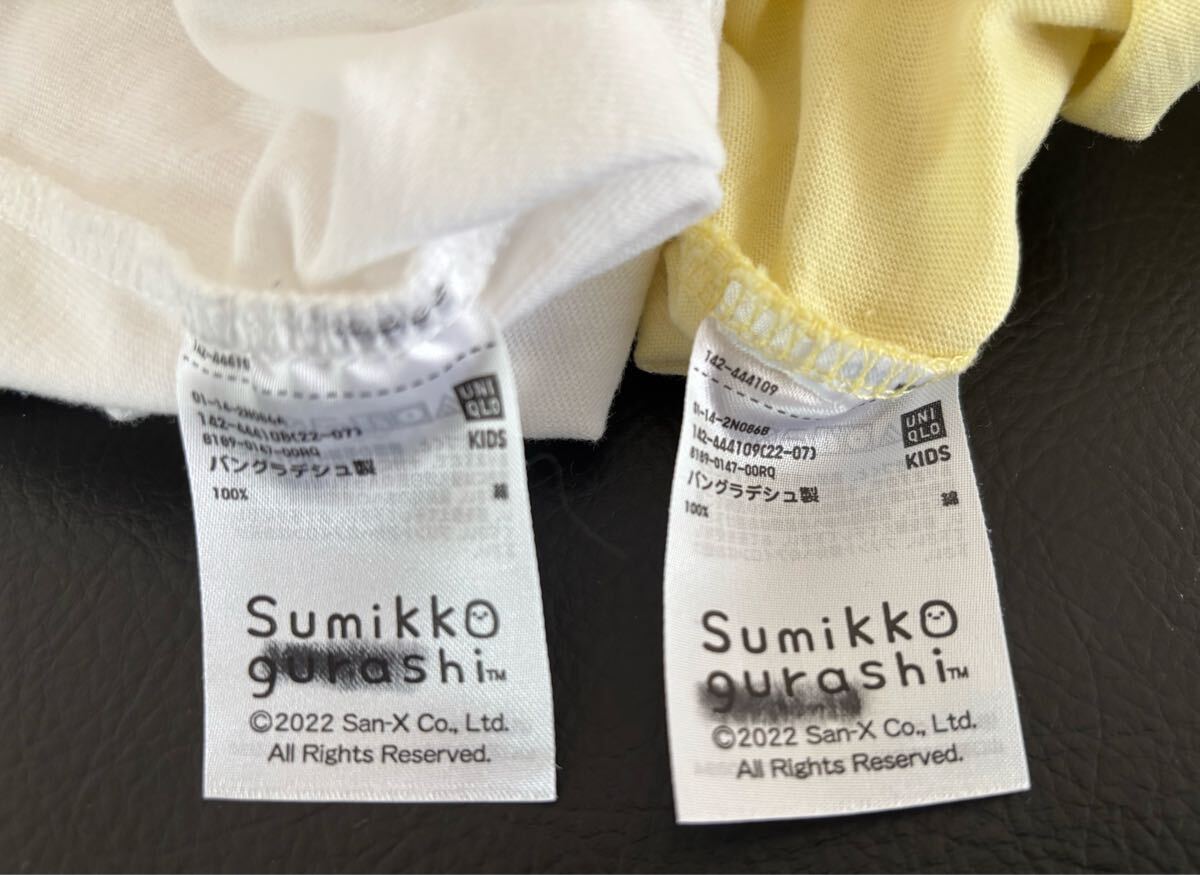 142-44410
01-14-2N086A
142-444108(22-07)
8189-0147-00RQ
バングラデシュ製
100% 綿
UNI
QLO
KIDS
Sumikko
gurashi™
©2022 San-X Co., Ltd.
All Rights Reserved.
142-444109
01-14-2N086B
142-444109(22-07)
8189-0147-00RQ
バングラデシュ製
100% 綿
UNI
QLO
KIDS
Sumikko
gurashi™
©2022 San-X Co., Ltd.
All Rights Reserved.